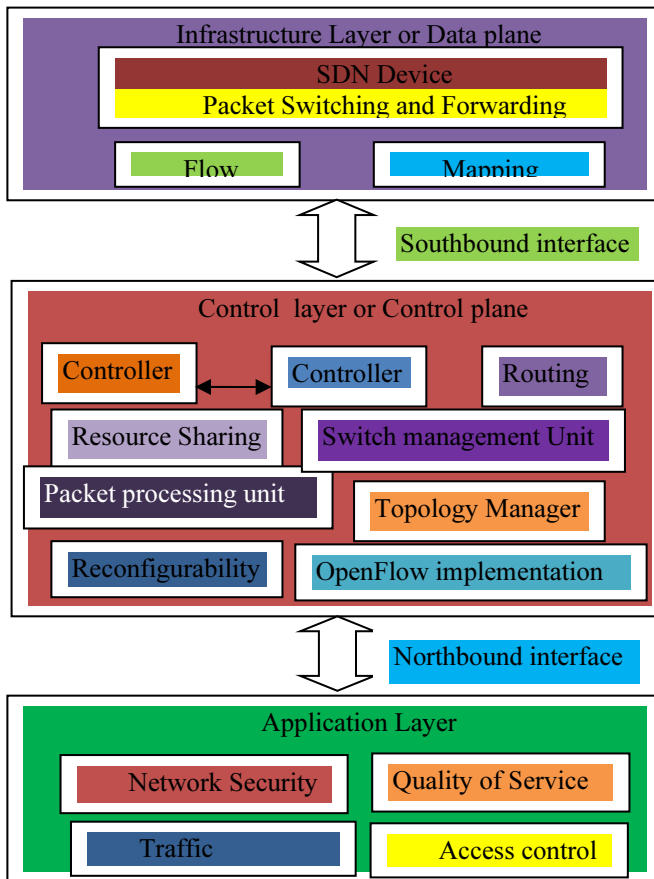 Infrastructure Layer or Data plane
SDN Device
Packet Switching and Forwarding
Flow
Mapping
Southbound interface
Control layer or Control plane
Controller
Controller
Routing
Resource Sharing
Switch management Unit
Packet processing unit
Topology Manager
Reconfigurability
OpenFlow implementation
Northbound interface
Application Layer
Network Security
Quality of Service
Traffic
Access control